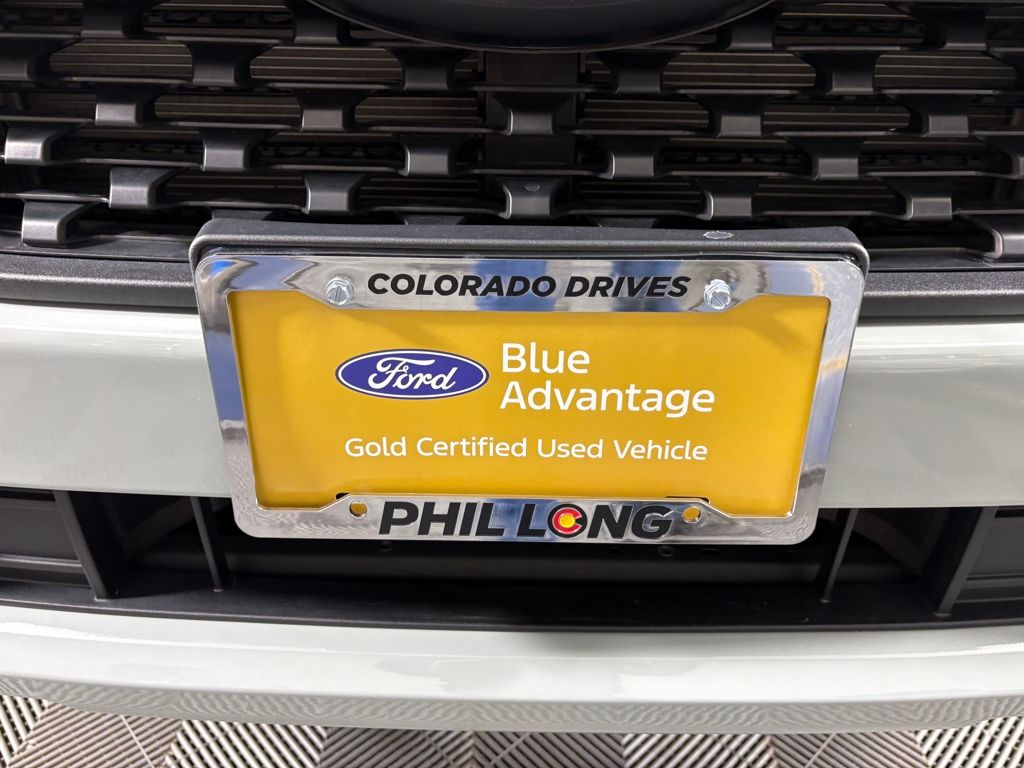 COLORADO DRIVES
Ford
Blue
Advantage
Gold Certified Used Vehicle
PHIL LONG